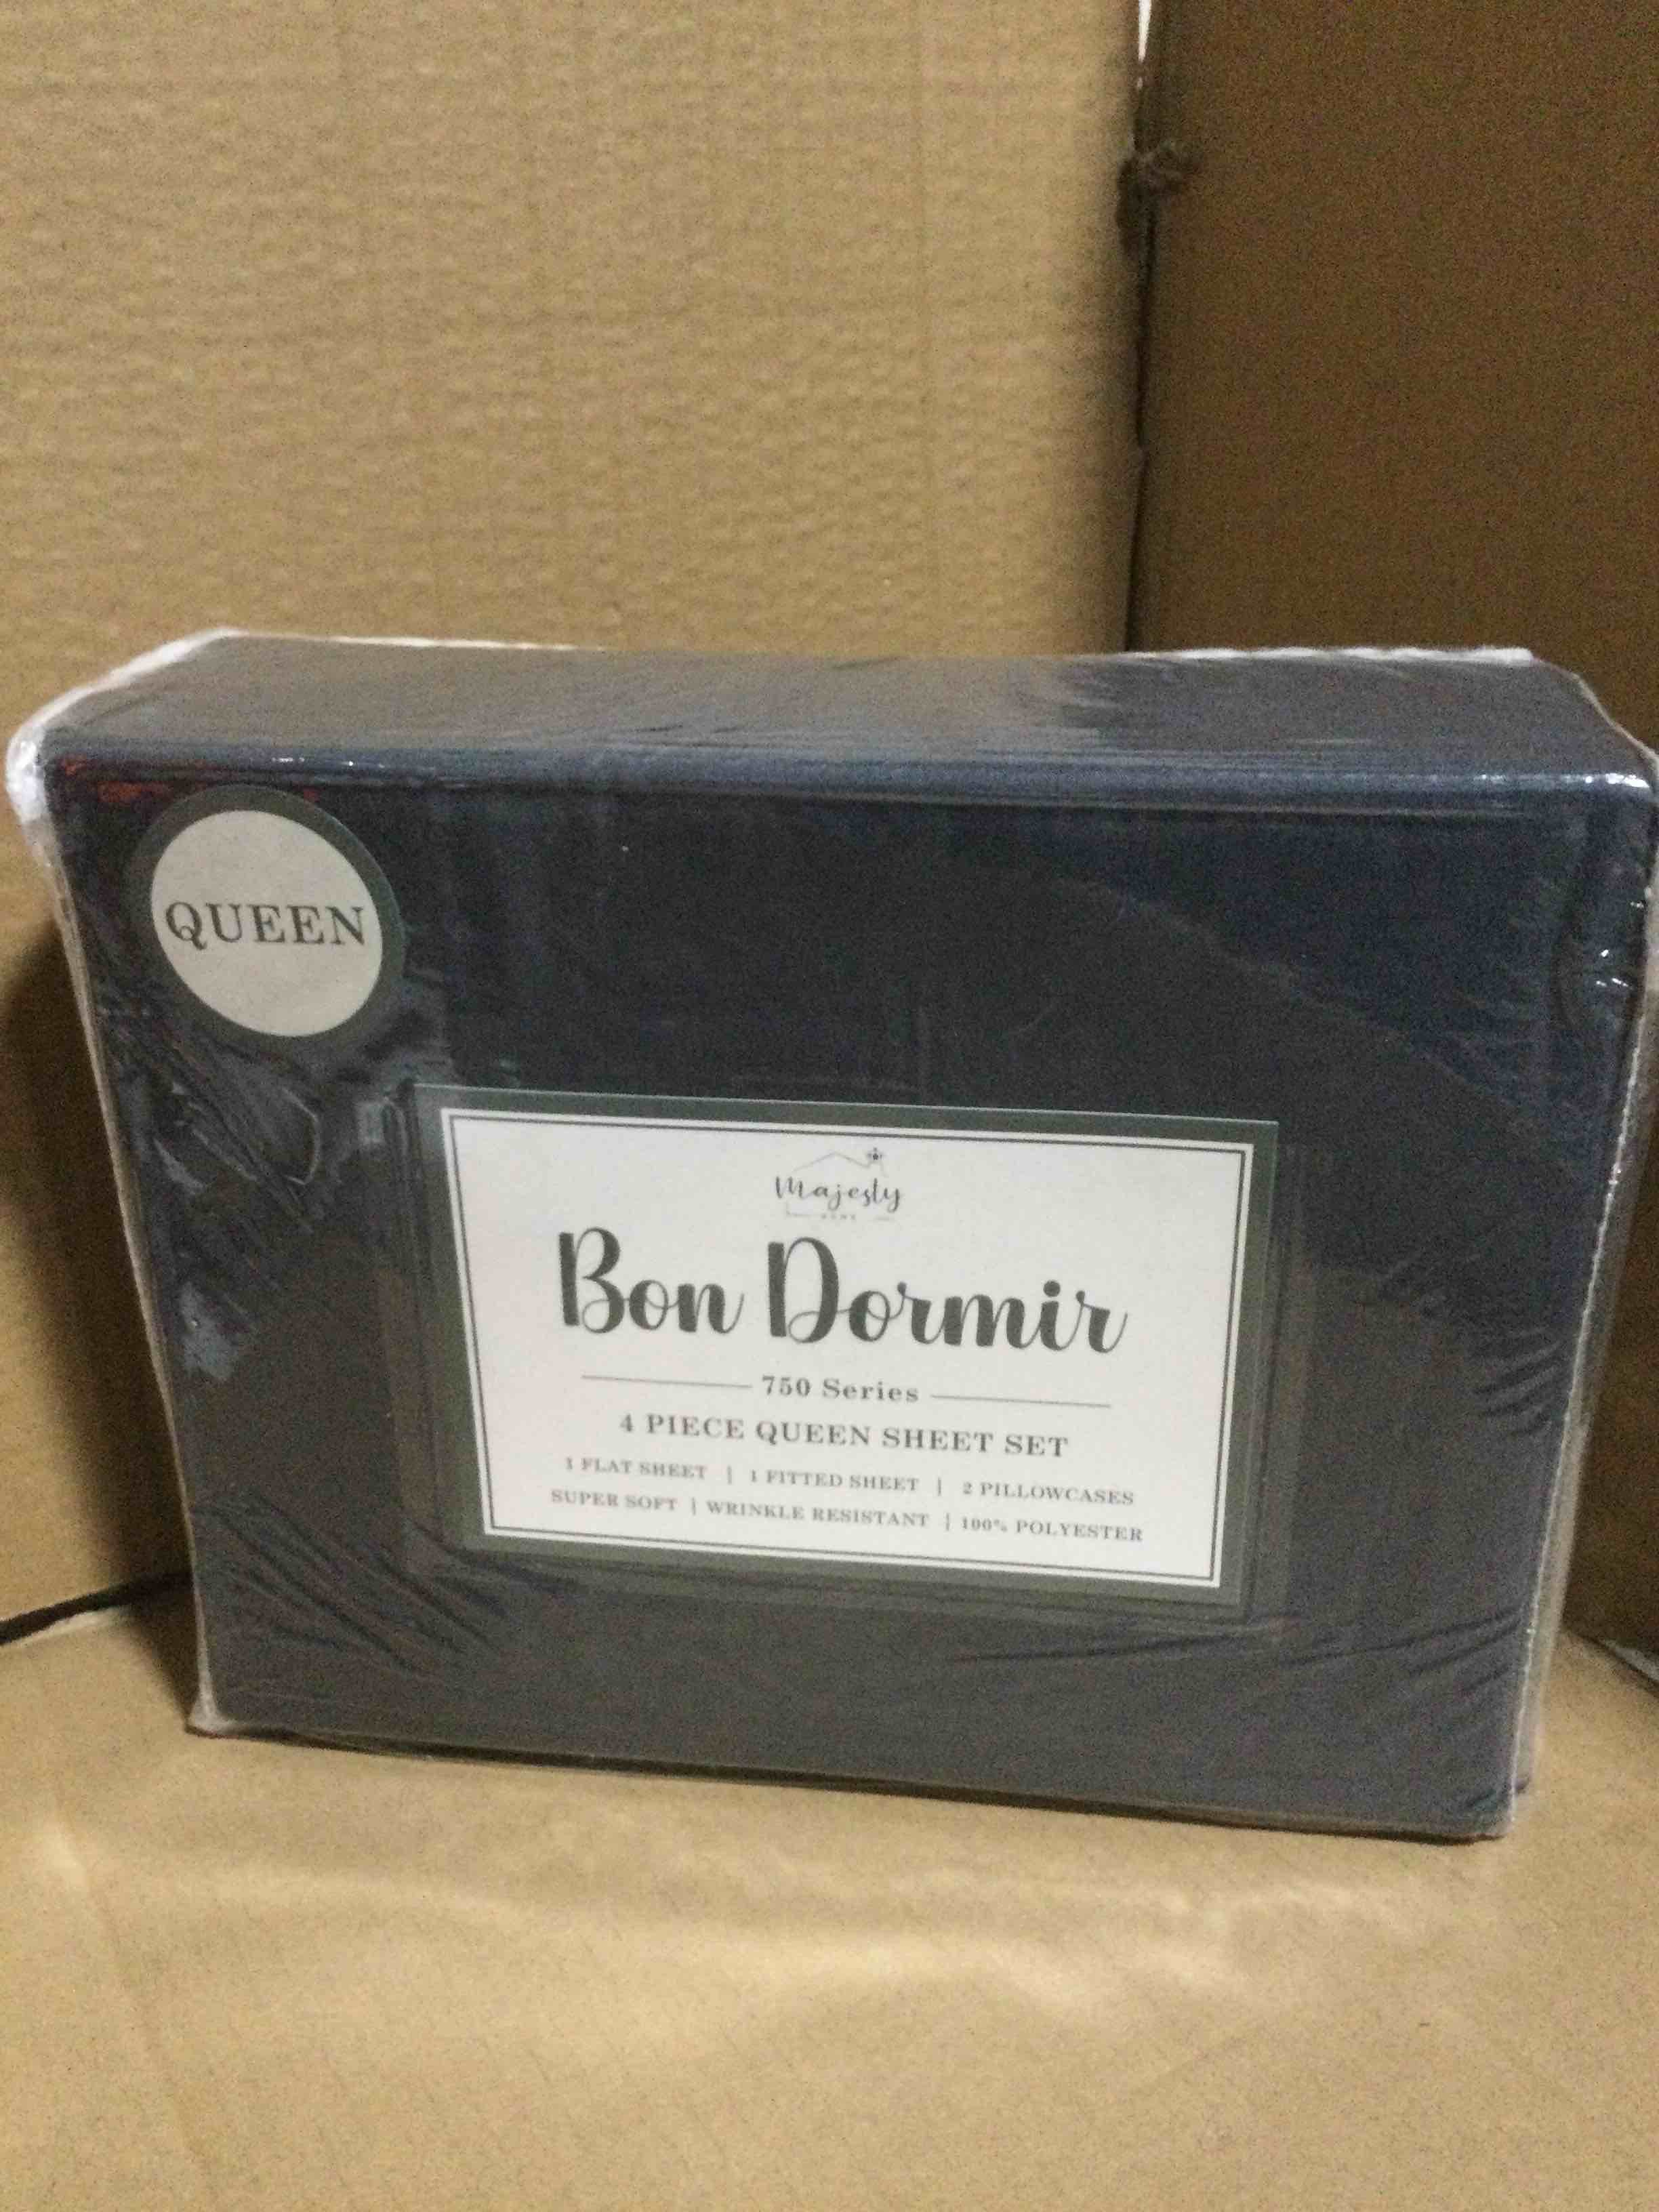 QUEEN
Majesty
HOME
Bon Dormir
750 Series
4 PIECE QUEEN SHEET SET
1 FLAT SHEET | 1 FITTED SHEET | 2 PILLOWCASES
SUPER SOFT | WRINKLE RESISTANT | 100% POLYESTER